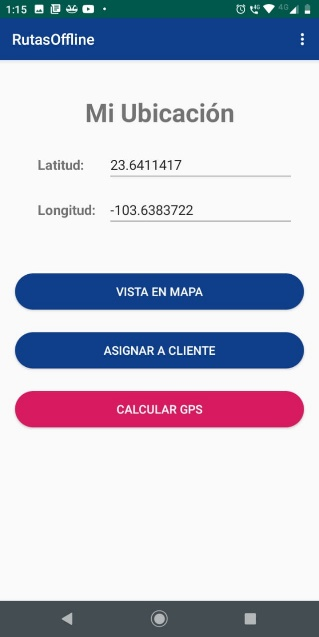 1:15
4G
RutasOffline
Mi Ubicación
Latitud: 23.6411417
Longitud: -103.6383722
VISTA EN MAPA
ASIGNAR A CLIENTE
CALCULAR GPS